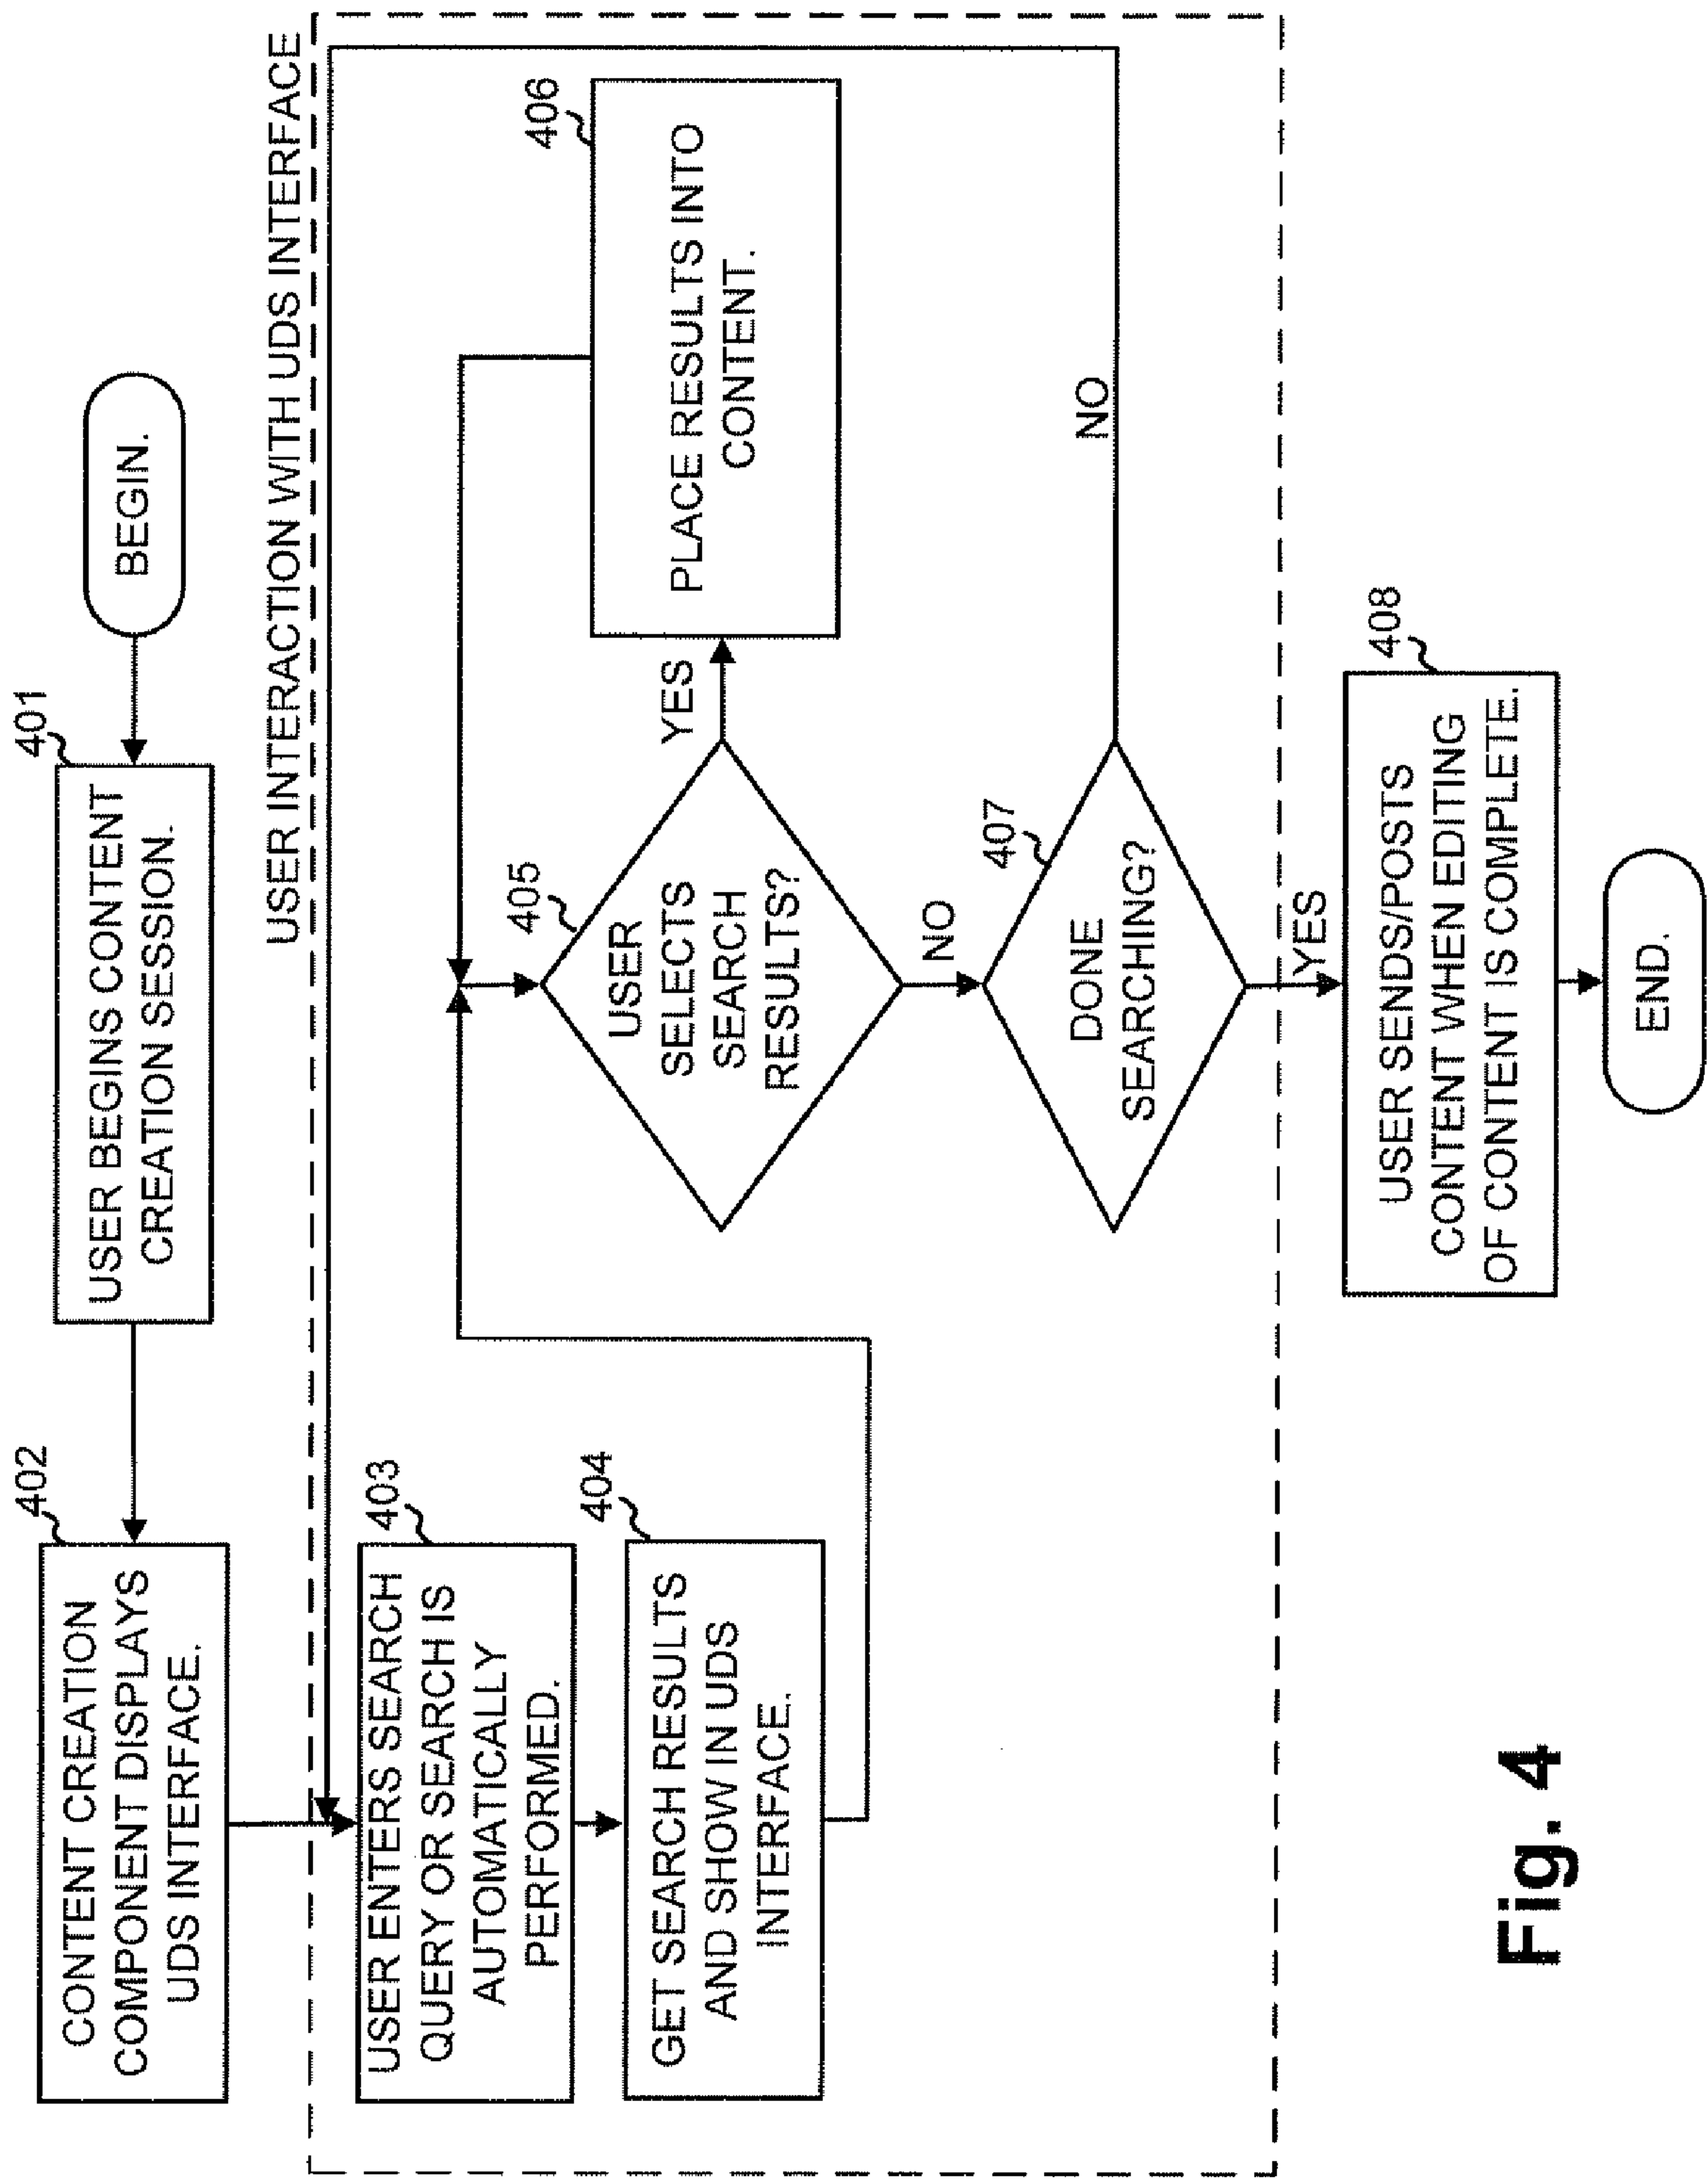 BEGIN.
401
USER BEGINS CONTENT
CREATION SESSION.
402
CONTENT CREATION
COMPONENT DISPLAYS
UDS INTERFACE.
USER INTERACTION WITH UDS INTERFACE
403
USER ENTERS SEARCH
QUERY OR SEARCH IS
AUTOMATICALLY
PERFORMED.
404
GET SEARCH RESULTS
AND SHOW IN UDS
INTERFACE.
405
USER
SELECTS
SEARCH
RESULTS?
YES
406
PLACE RESULTS INTO
CONTENT.
NO
407
DONE
SEARCHING?
NO
YES
408
USER SENDS/POSTS
CONTENT WHEN EDITING
OF CONTENT IS COMPLETE.
END.
Fig. 4